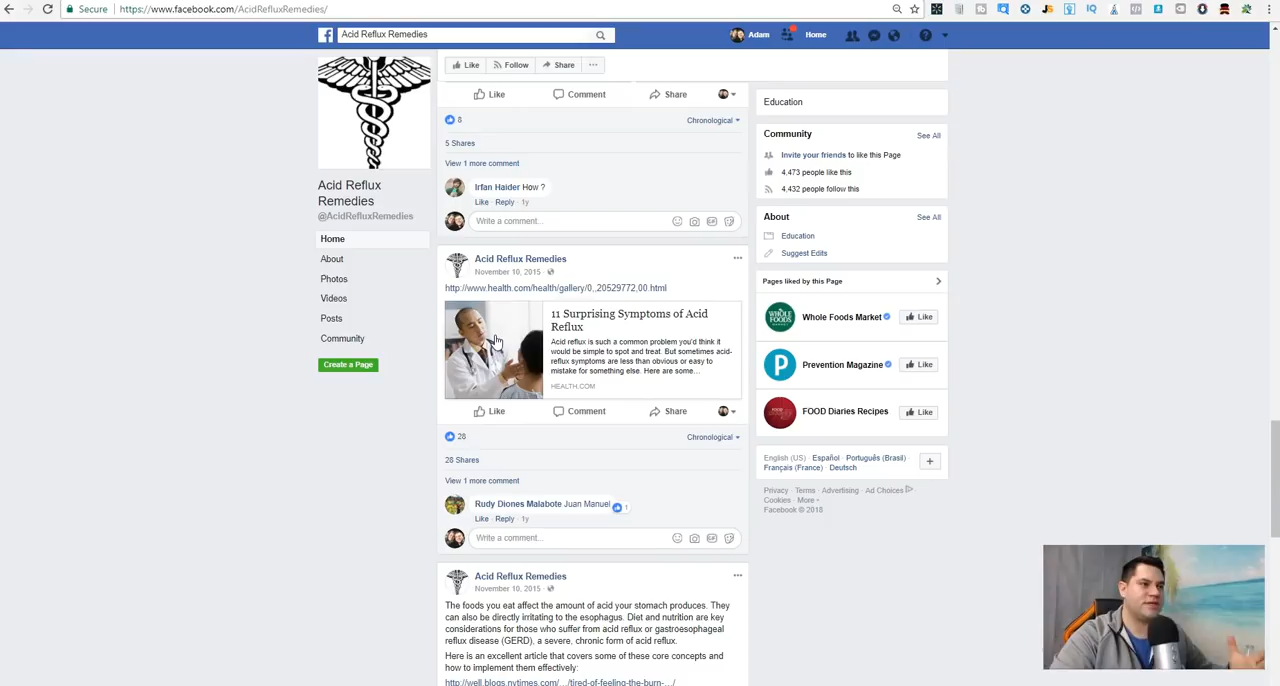 Secure https://www.facebook.com/AcidRefluxRemedies/
Acid Reflux Remedies
Adam Home
Like Follow Share
Like Comment Share
8 Chronological
5 Shares
View 1 more comment
Irfan Haider How ?
Like · Reply · 1y
Write a comment...
Acid Reflux Remedies
@AcidRefluxRemedies
Home
About
Photos
Videos
Posts
Community
Create a Page
Acid Reflux Remedies
November 10, 2015 ·
http://www.health.com/health/gallery/0,,20529772,00.html
11 Surprising Symptoms of Acid
Reflux
Acid reflux is such a common problem you'd think it
would be simple to spot and treat. But sometimes acid-
reflux symptoms are less than obvious or easy to
mistake for something else. Here are some...
HEALTH.COM
Like Comment Share
28 Chronological
28 Shares
View 1 more comment
Rudy Diones Malabote Juan Manuel 1
Like · Reply · 1y
Write a comment...
Acid Reflux Remedies
November 10, 2015 ·
The foods you eat affect the amount of acid your stomach produces. They
can also be directly irritating to the esophagus. Diet and nutrition are key
considerations for those who suffer from acid reflux or gastroesophageal
reflux disease (GERD), a severe, chronic form of acid reflux.
Here is an excellent article that covers some of these core concepts and
how to implement them effectively:
http://well.blogs.nytimes.com/.../tired-of-feeling-the-burn-.../
Education
Community See All
Invite your friends to like this Page
4,473 people like this
4,432 people follow this
About See All
Education
Suggest Edits
Pages liked by this Page
WHOLE
FOODS
Whole Foods Market Like
P
Prevention Magazine Like
FOOD Diaries Recipes Like
English (US) · Español · Português (Brasil) ·
Français (France) · Deutsch
Privacy · Terms · Advertising · Ad Choices
Cookies · More
Facebook © 2018